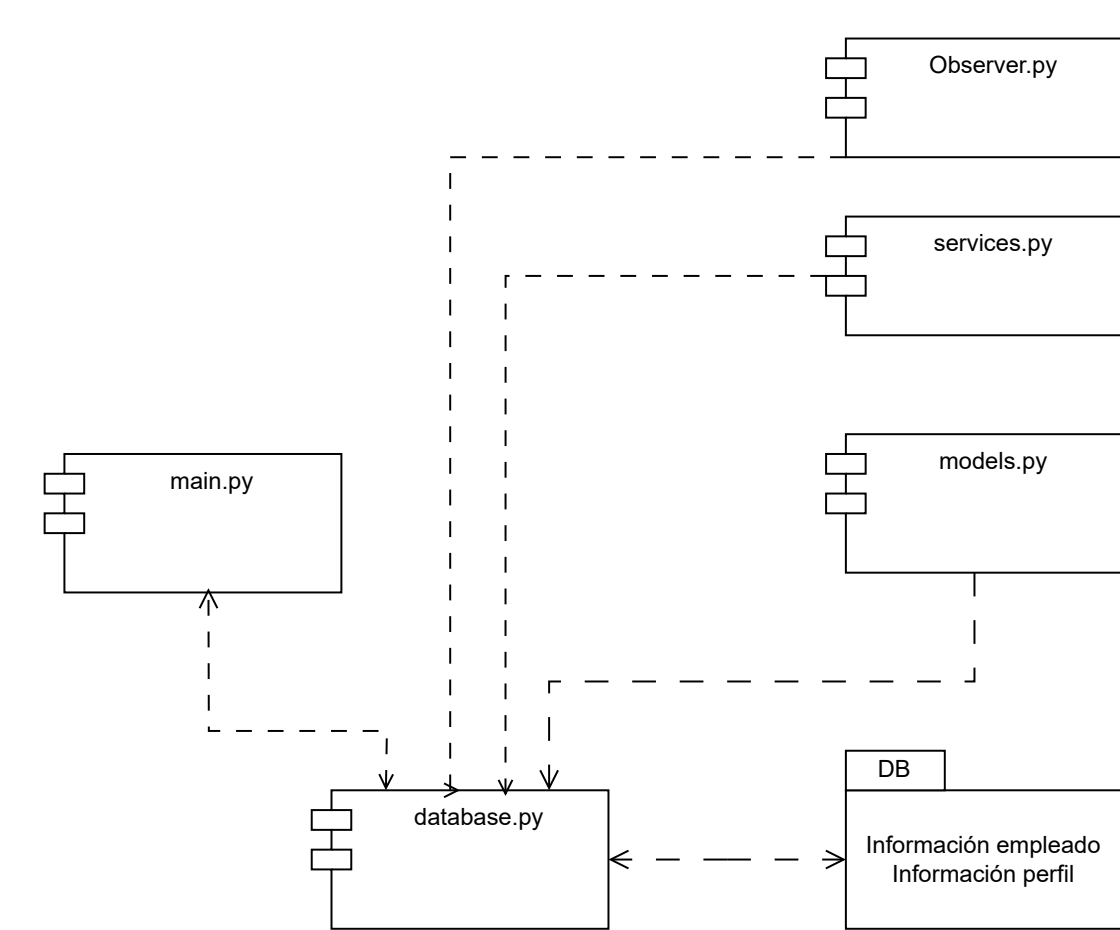 Observer.py
services.py
models.py
main.py
database.py
DB
Información empleado
Información perfil